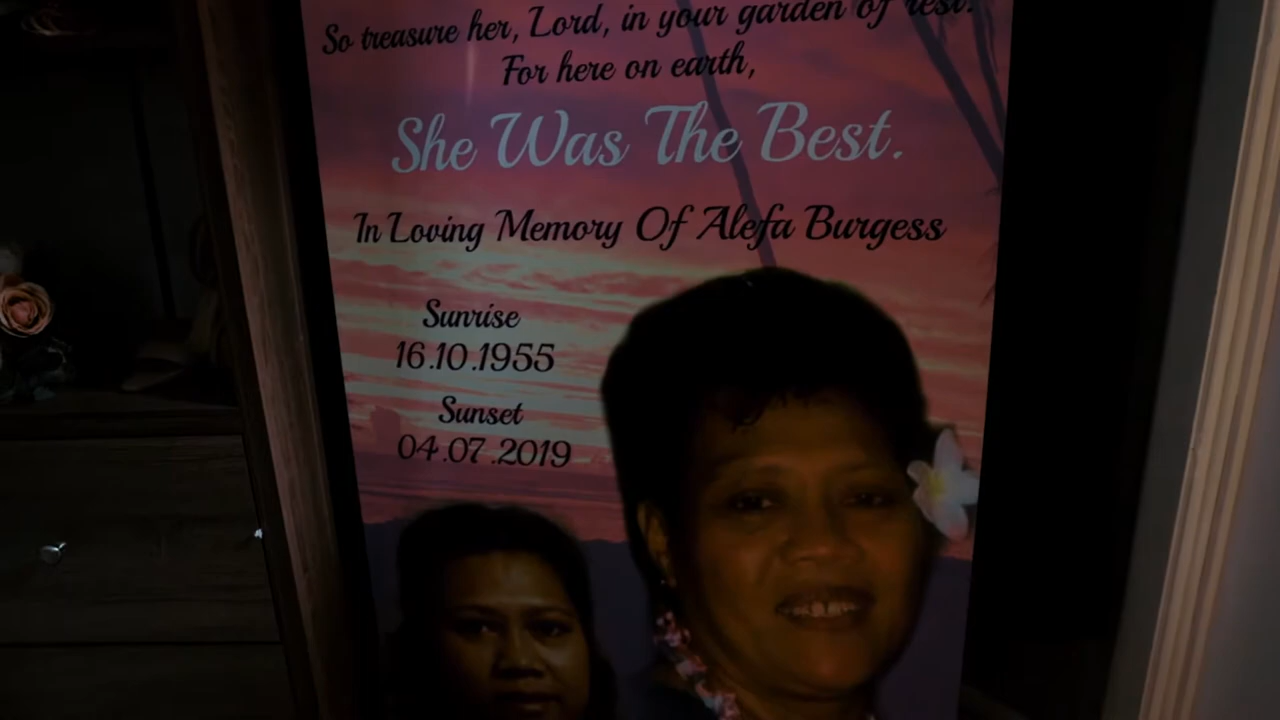 So treasure her, Lord, in your garden of rest.
For here on earth,
She Was The Best.
In Loving Memory Of Alefa Burgess
Sunrise
16.10.1955
Sunset
04.07.2019